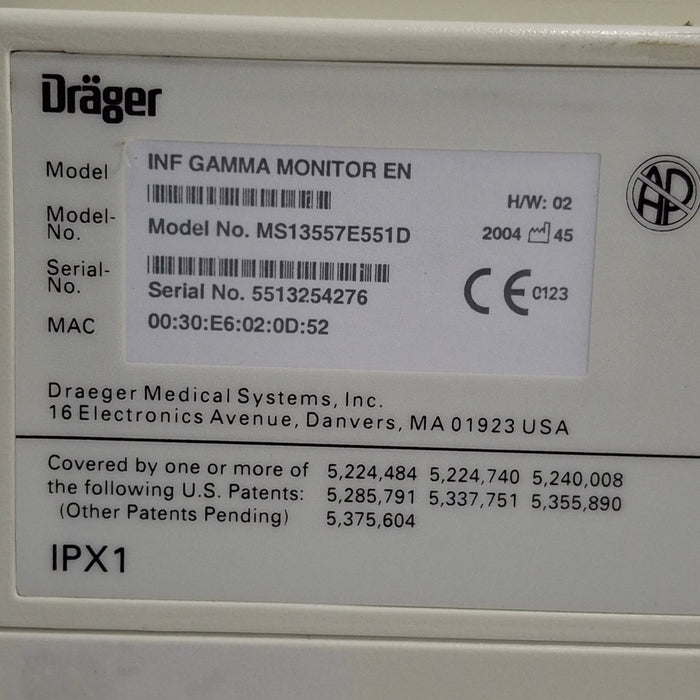 Dräger
Model INF GAMMA MONITOR EN
H/W: 02
Model-No. Model No. MS13557E551D
2004 45
Serial-No. Serial No. 5513254276
CE 0123
MAC 00:30:E6:02:0D:52
AP
HP
Draeger Medical Systems, Inc.
16 Electronics Avenue, Danvers, MA 01923 USA
Covered by one or more of 5,224,484 5,224,740 5,240,008
the following U.S. Patents: 5,285,791 5,337,751 5,355,890
(Other Patents Pending) 5,375,604
IPX1